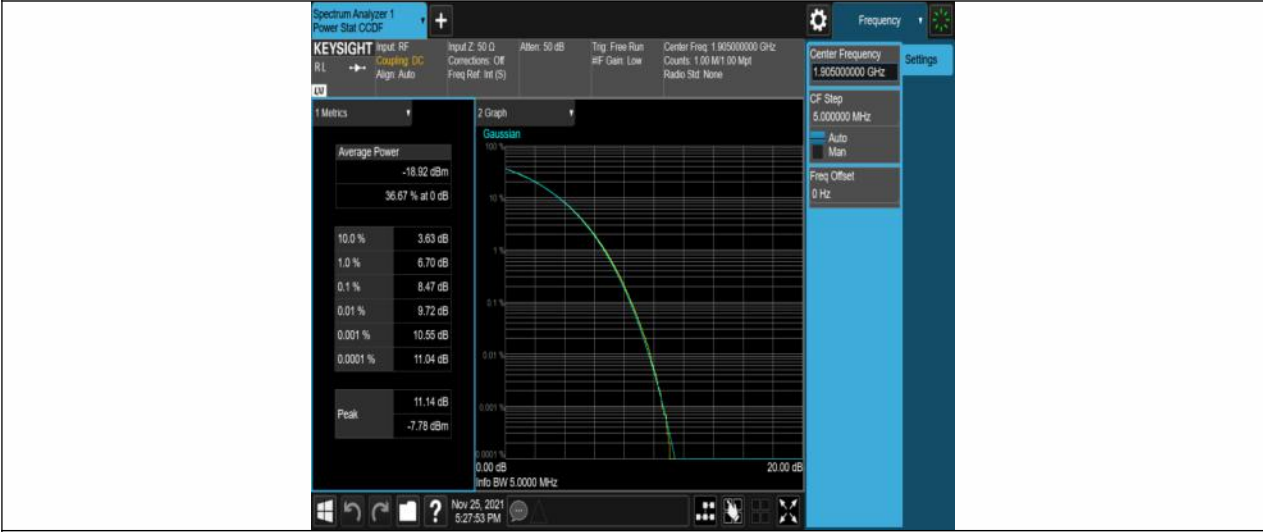 Spectrum Analyzer 1
Power Stat CCDF
+
Frequency
KEYSIGHT
RL
LXI
Input: RF
Coupling: DC
Align: Auto
Input Z: 50 Ω
Corrections: Off
Freq Ref: Int (S)
Atten: 50 dB
Trig: Free Run
#IF Gain: Low
Center Freq: 1.905000000 GHz
Counts: 1.00 M/1.00 Mpt
Radio Std: None
Center Frequency
1.905000000 GHz
Settings
CF Step
5.000000 MHz
Auto
Man
Freq Offset
0 Hz
1 Metrics
Average Power
-18.92 dBm
36.67 % at 0 dB
10.0 % 3.63 dB
1.0 % 6.70 dB
0.1 % 8.47 dB
0.01 % 9.72 dB
0.001 % 10.55 dB
0.0001 % 11.04 dB
Peak 11.14 dB
-7.78 dBm
2 Graph
Gaussian
100 %
10 %
1 %
0.1 %
0.01 %
0.001 %
0.0001 %
0.00 dB 20.00 dB
Info BW 5.0000 MHz
?
Nov 25, 2021
5:27:53 PM